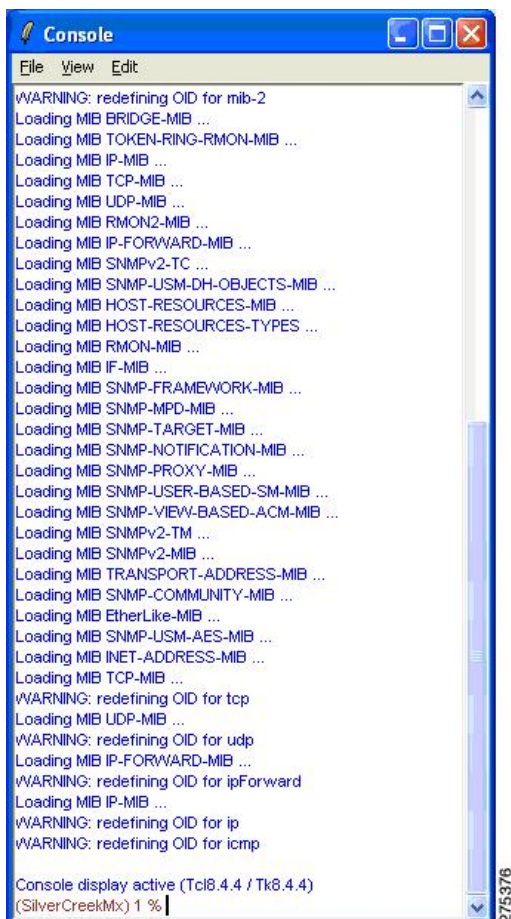 Console
File View Edit
WARNING: redefining OID for mib-2
Loading MIB BRIDGE-MIB ...
Loading MIB TOKEN-RING-RMON-MIB ...
Loading MIB IP-MIB ...
Loading MIB TCP-MIB ...
Loading MIB UDP-MIB ...
Loading MIB RMON2-MIB ...
Loading MIB IP-FORWARD-MIB ...
Loading MIB SNMPv2-TC ...
Loading MIB SNMP-USM-DH-OBJECTS-MIB ...
Loading MIB HOST-RESOURCES-MIB ...
Loading MIB HOST-RESOURCES-TYPES ...
Loading MIB RMON-MIB ...
Loading MIB IF-MIB ...
Loading MIB SNMP-FRAMEWORK-MIB ...
Loading MIB SNMP-MPD-MIB ...
Loading MIB SNMP-TARGET-MIB ...
Loading MIB SNMP-NOTIFICATION-MIB ...
Loading MIB SNMP-PROXY-MIB ...
Loading MIB SNMP-USER-BASED-SM-MIB ...
Loading MIB SNMP-VIEW-BASED-ACM-MIB ...
Loading MIB SNMPv2-TM ...
Loading MIB SNMPv2-MIB ...
Loading MIB TRANSPORT-ADDRESS-MIB ...
Loading MIB SNMP-COMMUNITY-MIB ...
Loading MIB EtherLike-MIB ...
Loading MIB SNMP-USM-AES-MIB ...
Loading MIB INET-ADDRESS-MIB ...
Loading MIB TCP-MIB ...
WARNING: redefining OID for tcp
Loading MIB UDP-MIB ...
WARNING: redefining OID for udp
Loading MIB IP-FORWARD-MIB ...
WARNING: redefining OID for ipForward
Loading MIB IP-MIB ...
WARNING: redefining OID for ip
WARNING: redefining OID for icmp
Console display active (Tcl8.4.4 / Tk8.4.4)
(SilverCreekMx) 1 %
275376